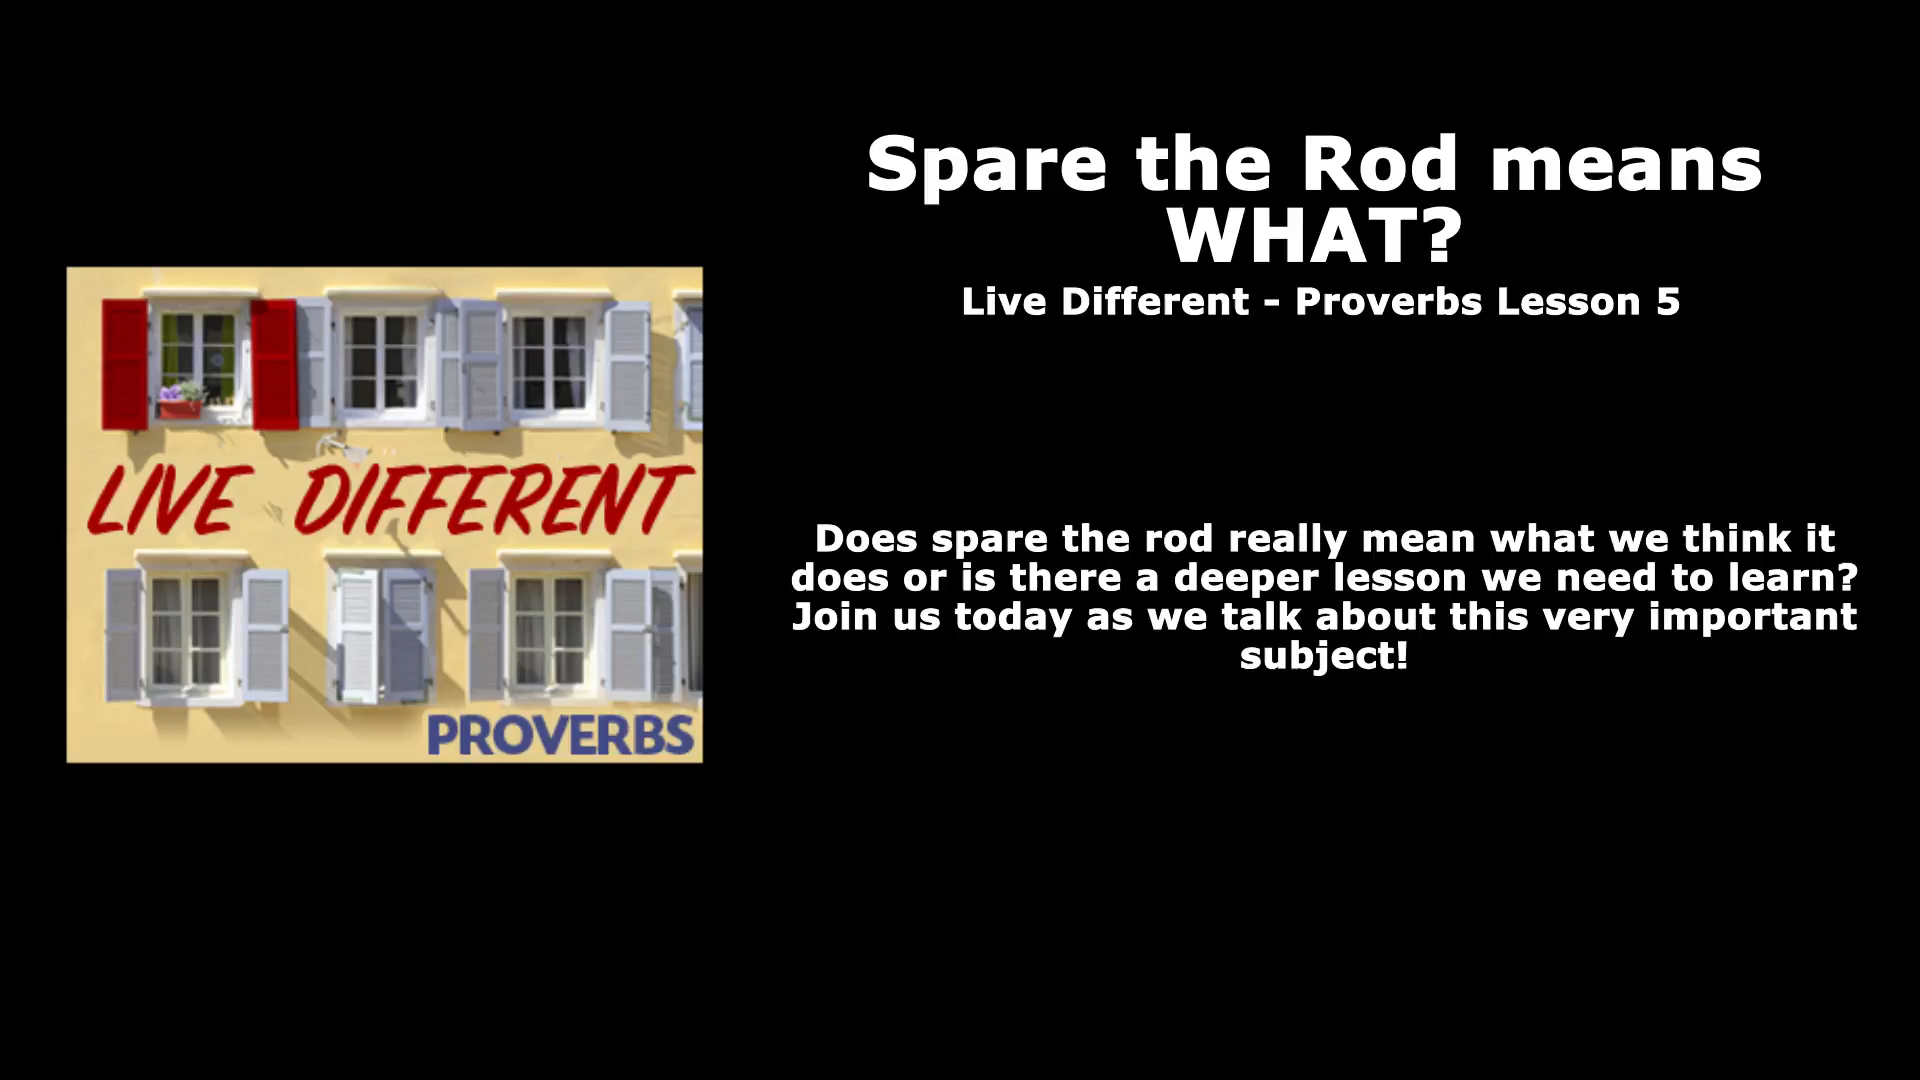 Spare the Rod means
WHAT?
Live Different - Proverbs Lesson 5
LIVE DIFFERENT
PROVERBS
Does spare the rod really mean what we think it
does or is there a deeper lesson we need to learn?
Join us today as we talk about this very important
subject!